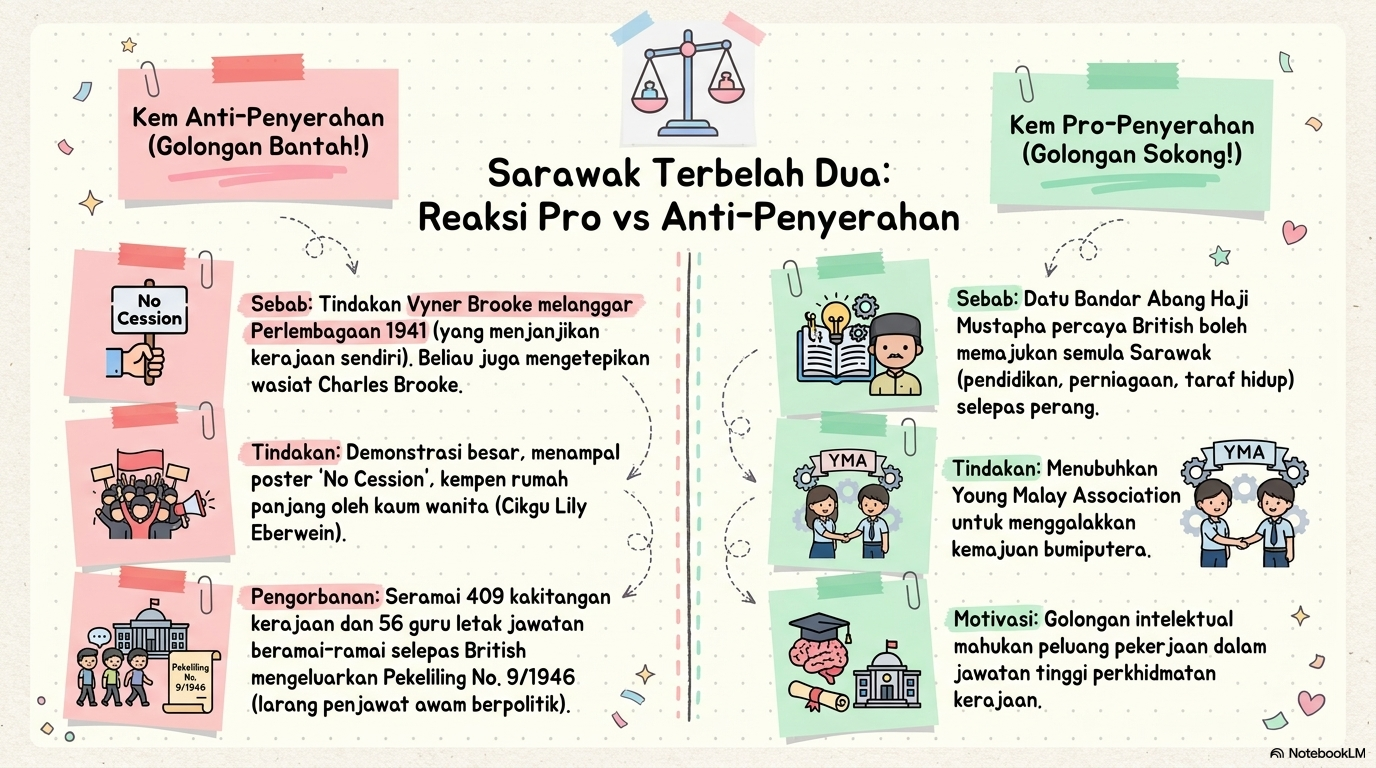 Kem Anti-Penyerahan
(Golongan Bantah!)
Kem Pro-Penyerahan
(Golongan Sokong!)
Sarawak Terbelah Dua:
Reaksi Pro vs Anti-Penyerahan
No
Cession
Sebab: Tindakan Vyner Brooke melanggar
Perlembagaan 1941 (yang menjanjikan
kerajaan sendiri). Beliau juga mengetepikan
wasiat Charles Brooke.
Tindakan: Demonstrasi besar, menampal
poster 'No Cession', kempen rumah
panjang oleh kaum wanita (Cikgu Lily
Eberwein).
Pekeliling
No.
9/1946
Pengorbanan: Seramai 409 kakitangan
kerajaan dan 56 guru letak jawatan
beramai-ramai selepas British
mengeluarkan Pekeliling No. 9/1946
(larang penjawat awam berpolitik).
Sebab: Datu Bandar Abang Haji
Mustapha percaya British boleh
memajukan semula Sarawak
(pendidikan, perniagaan, taraf hidup)
selepas perang.
YMA
Tindakan: Menubuhkan
Young Malay Association
untuk menggalakkan
kemajuan bumiputera.
YMA
Motivasi: Golongan intelektual
mahukan peluang pekerjaan dalam
jawatan tinggi perkhidmatan
kerajaan.
NotebookLM